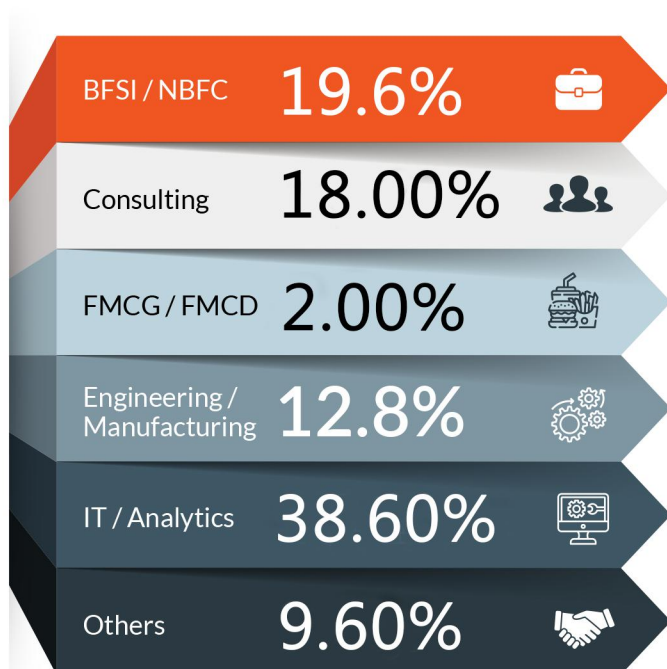 BFSI / NBFC 19.6%
Consulting 18.00%
FMCG / FMCD 2.00%
Engineering /
Manufacturing 12.8%
IT / Analytics 38.60%
Others 9.60%